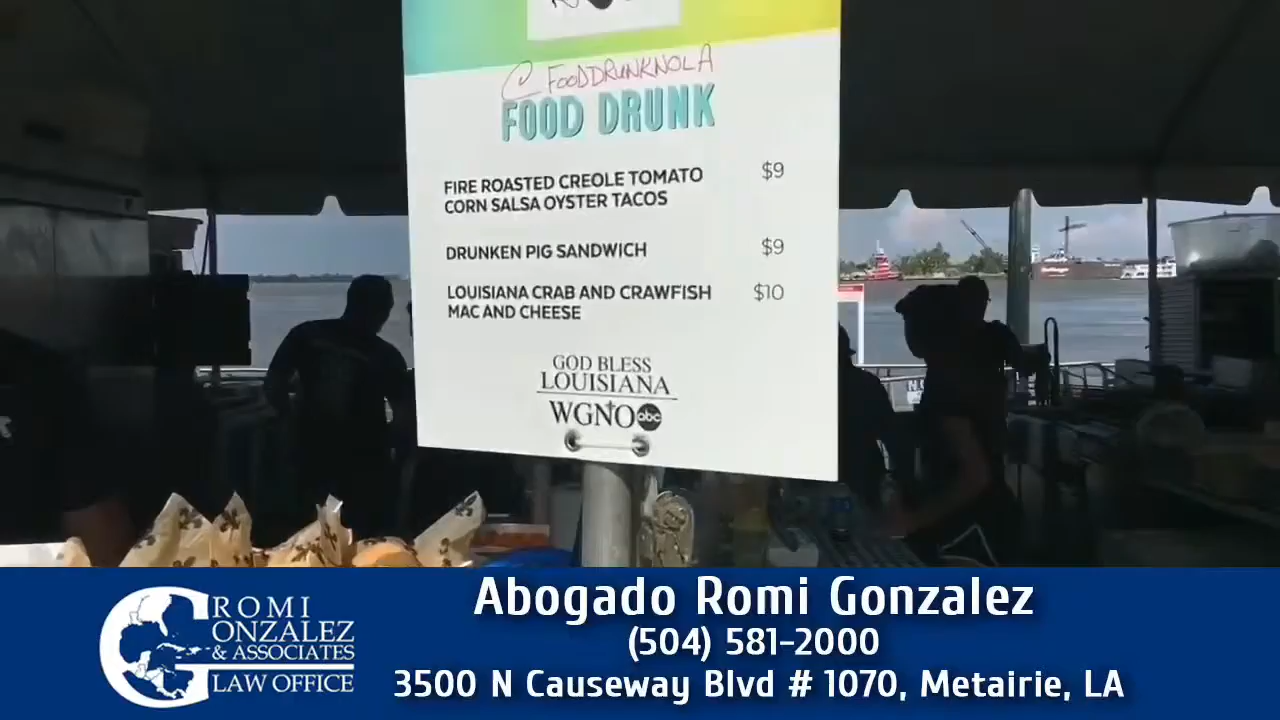 @FOODDRUNKNOLA
FOOD DRUNK
FIRE ROASTED CREOLE TOMATO $9
CORN SALSA OYSTER TACOS
DRUNKEN PIG SANDWICH $9
LOUISIANA CRAB AND CRAWFISH $10
MAC AND CHEESE
GOD BLESS
LOUISIANA
WGNO abc
ROMI
GONZALEZ
& ASSOCIATES
LAW OFFICE
Abogado Romi Gonzalez
(504) 581-2000
3500 N Causeway Blvd # 1070, Metairie, LA